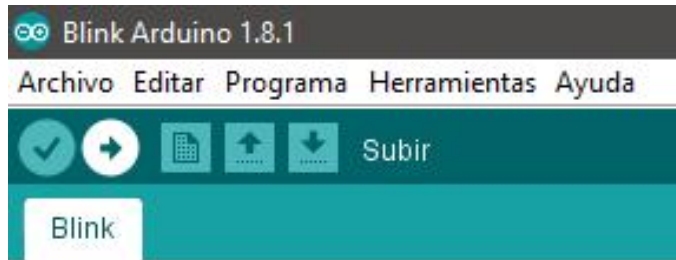 Blink Arduino 1.8.1
Archivo Editar Programa Herramientas Ayuda
Subir
Blink